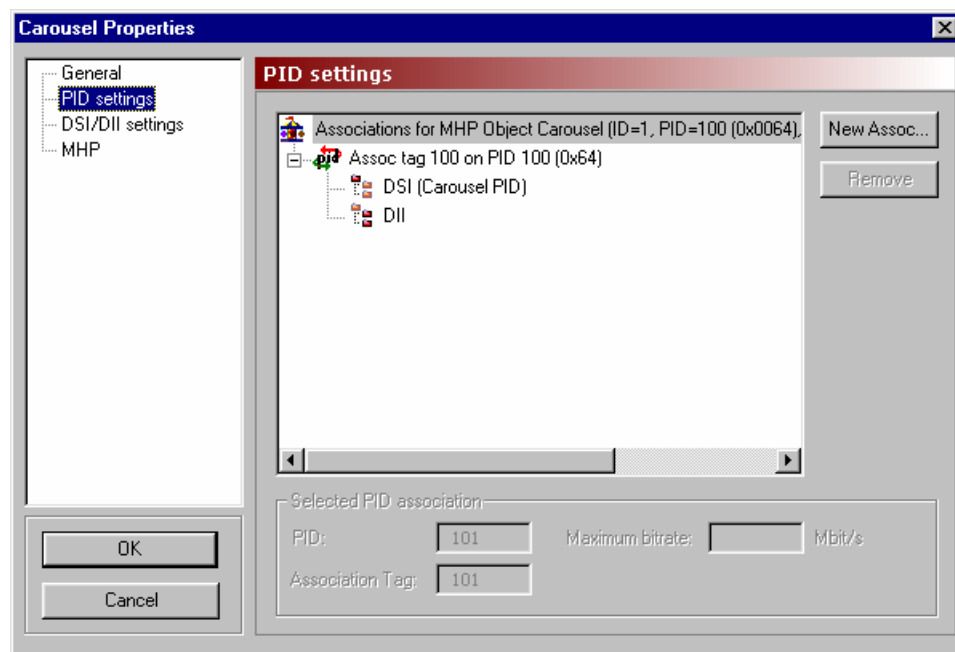 Carousel Properties
General
PID settings
DSI/DII settings
MHP
OK
Cancel
PID settings
Associations for MHP Object Carousel (ID=1, PID=100 (0x0064),
pid Assoc tag 100 on PID 100 (0x64)
DSI (Carousel PID)
DII
New Assoc...
Remove
Selected PID association
PID: 101 Maximum bitrate: Mbit/s
Association Tag: 101